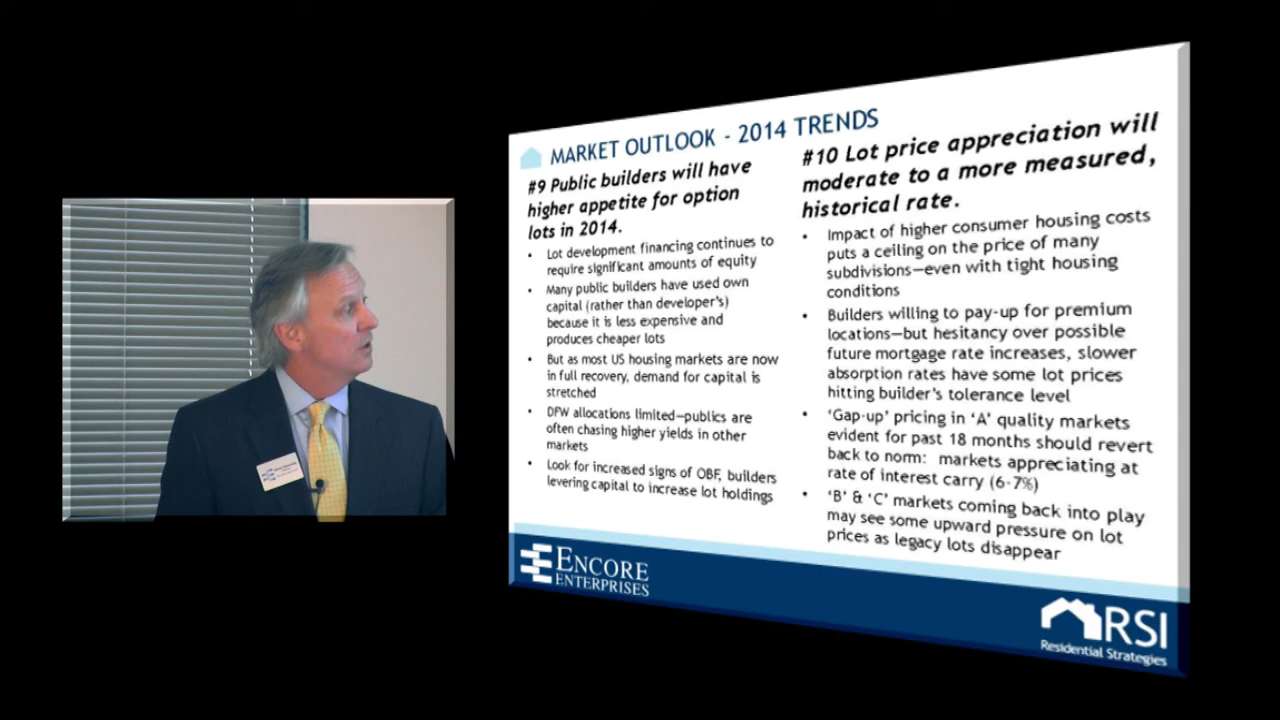 MARKET OUTLOOK - 2014 TRENDS
#9 Public builders will have
higher appetite for option
lots in 2014.
• Lot development financing continues to
require significant amounts of equity
• Many public builders have used own
capital (rather than developer's)
because it is less expensive and
produces cheaper lots
• But as most US housing markets are now
in full recovery, demand for capital is
stretched
• DFW allocations limited—publics are
often chasing higher yields in other
markets
• Look for increased signs of OBF, builders
levering capital to increase lot holdings
#10 Lot price appreciation will
moderate to a more measured,
historical rate.
• Impact of higher consumer housing costs
puts a ceiling on the price of many
subdivisions—even with tight housing
conditions
• Builders willing to pay-up for premium
locations—but hesitancy over possible
future mortgage rate increases, slower
absorption rates have some lot prices
hitting builder's tolerance level
• 'Gap-up' pricing in 'A' quality markets
evident for past 18 months should revert
back to norm: markets appreciating at
rate of interest carry (6-7%)
• 'B' & 'C' markets coming back into play
may see some upward pressure on lot
prices as legacy lots disappear
ENCORE
ENTERPRISES
RSI
Residential Strategies